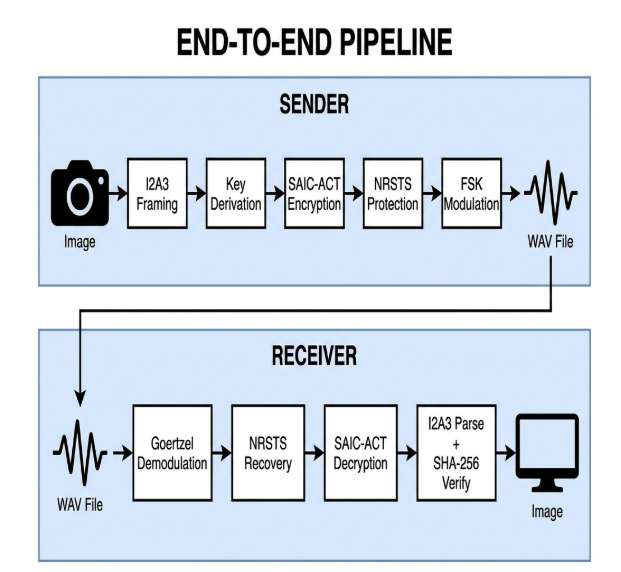 END-TO-END PIPELINE
SENDER
Image
I2A3
Framing
Key
Derivation
SAIC-ACT
Encryption
NRSTS
Protection
FSK
Modulation
WAV File
RECEIVER
WAV File
Goertzel
Demodulation
NRSTS
Recovery
SAIC-ACT
Decryption
I2A3 Parse
+
SHA-256
Verify
Image